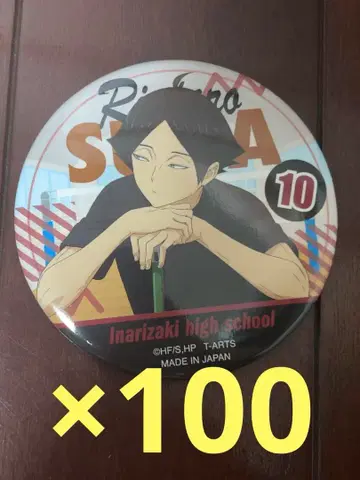 10
Inarizaki high school
©HF/S,HP T-ARTS
MADE IN JAPAN
×100